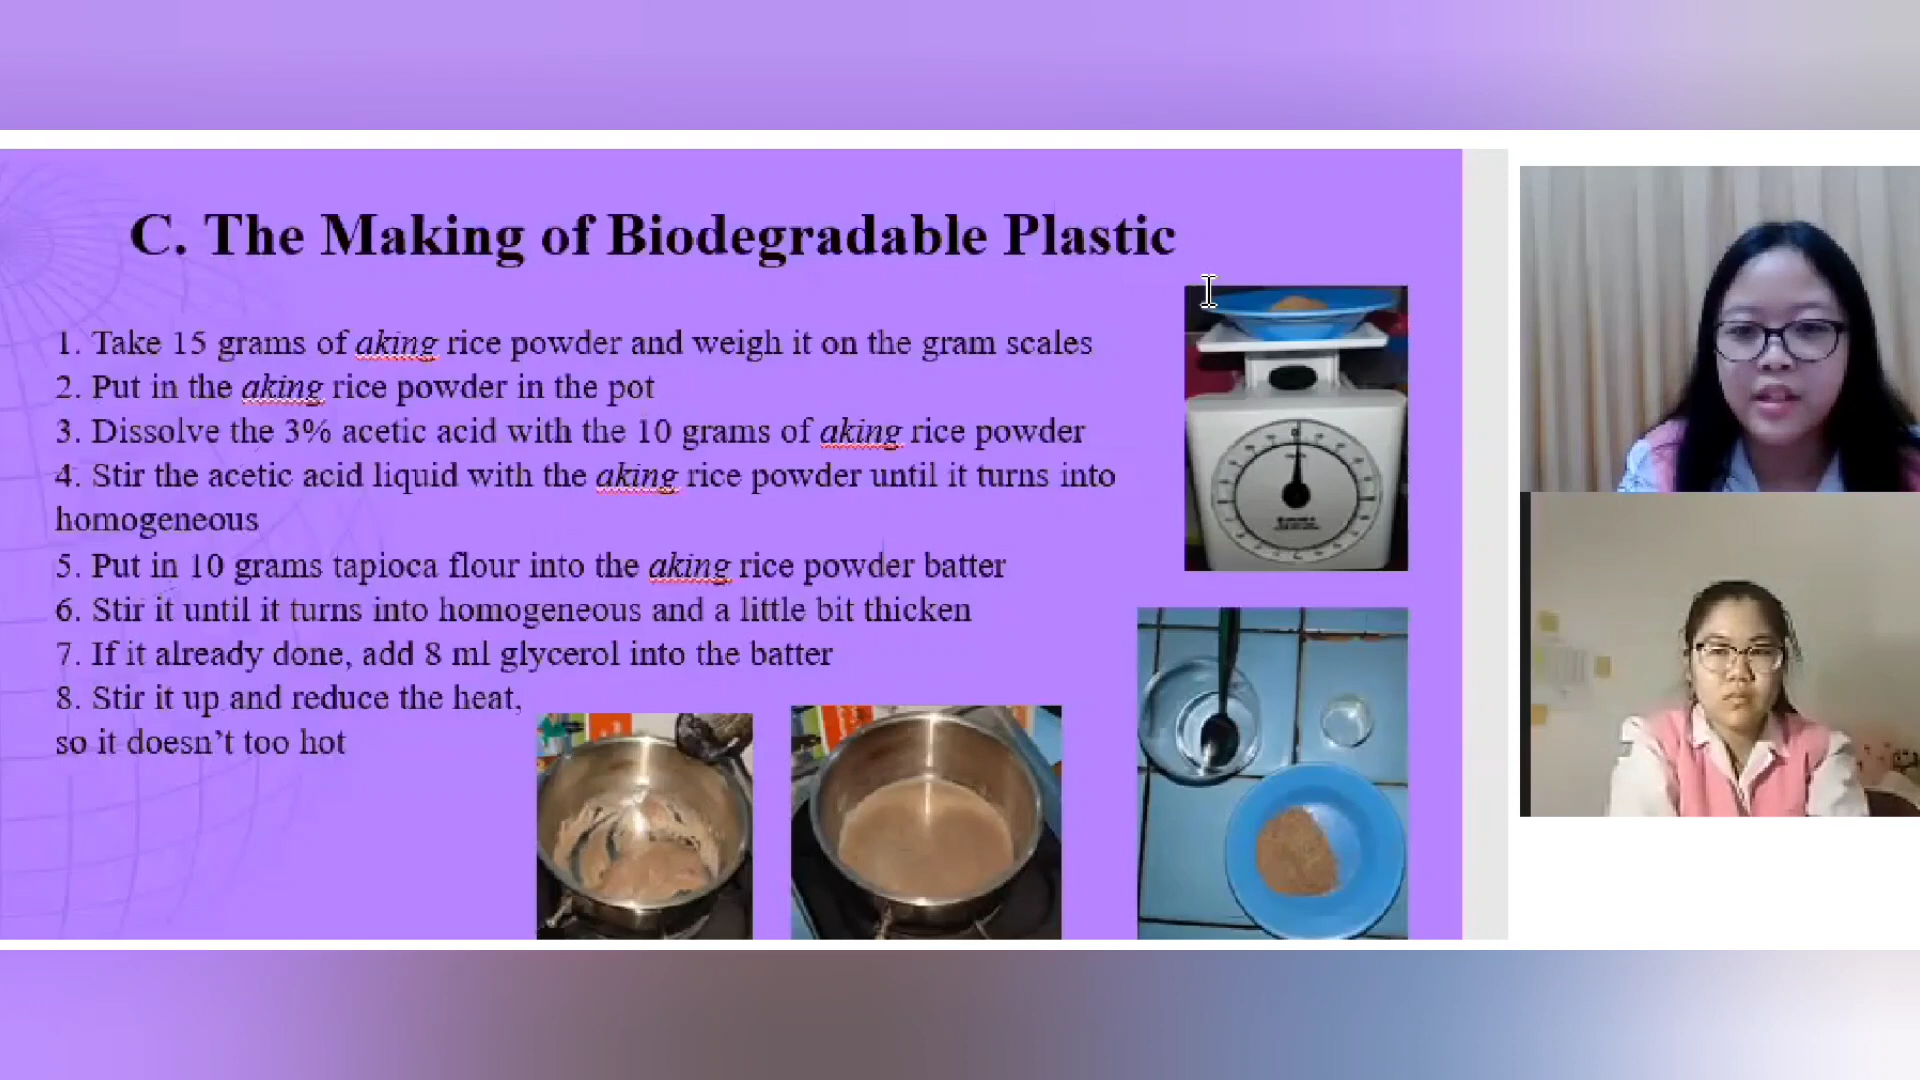 C. The Making of Biodegradable Plastic
1. Take 15 grams of aking rice powder and weigh it on the gram scales
2. Put in the aking rice powder in the pot
3. Dissolve the 3% acetic acid with the 10 grams of aking rice powder
4. Stir the acetic acid liquid with the aking rice powder until it turns into
homogeneous
5. Put in 10 grams tapioca flour into the aking rice powder batter
6. Stir it until it turns into homogeneous and a little bit thicken
7. If it already done, add 8 ml glycerol into the batter
8. Stir it up and reduce the heat,
so it doesn’t too hot